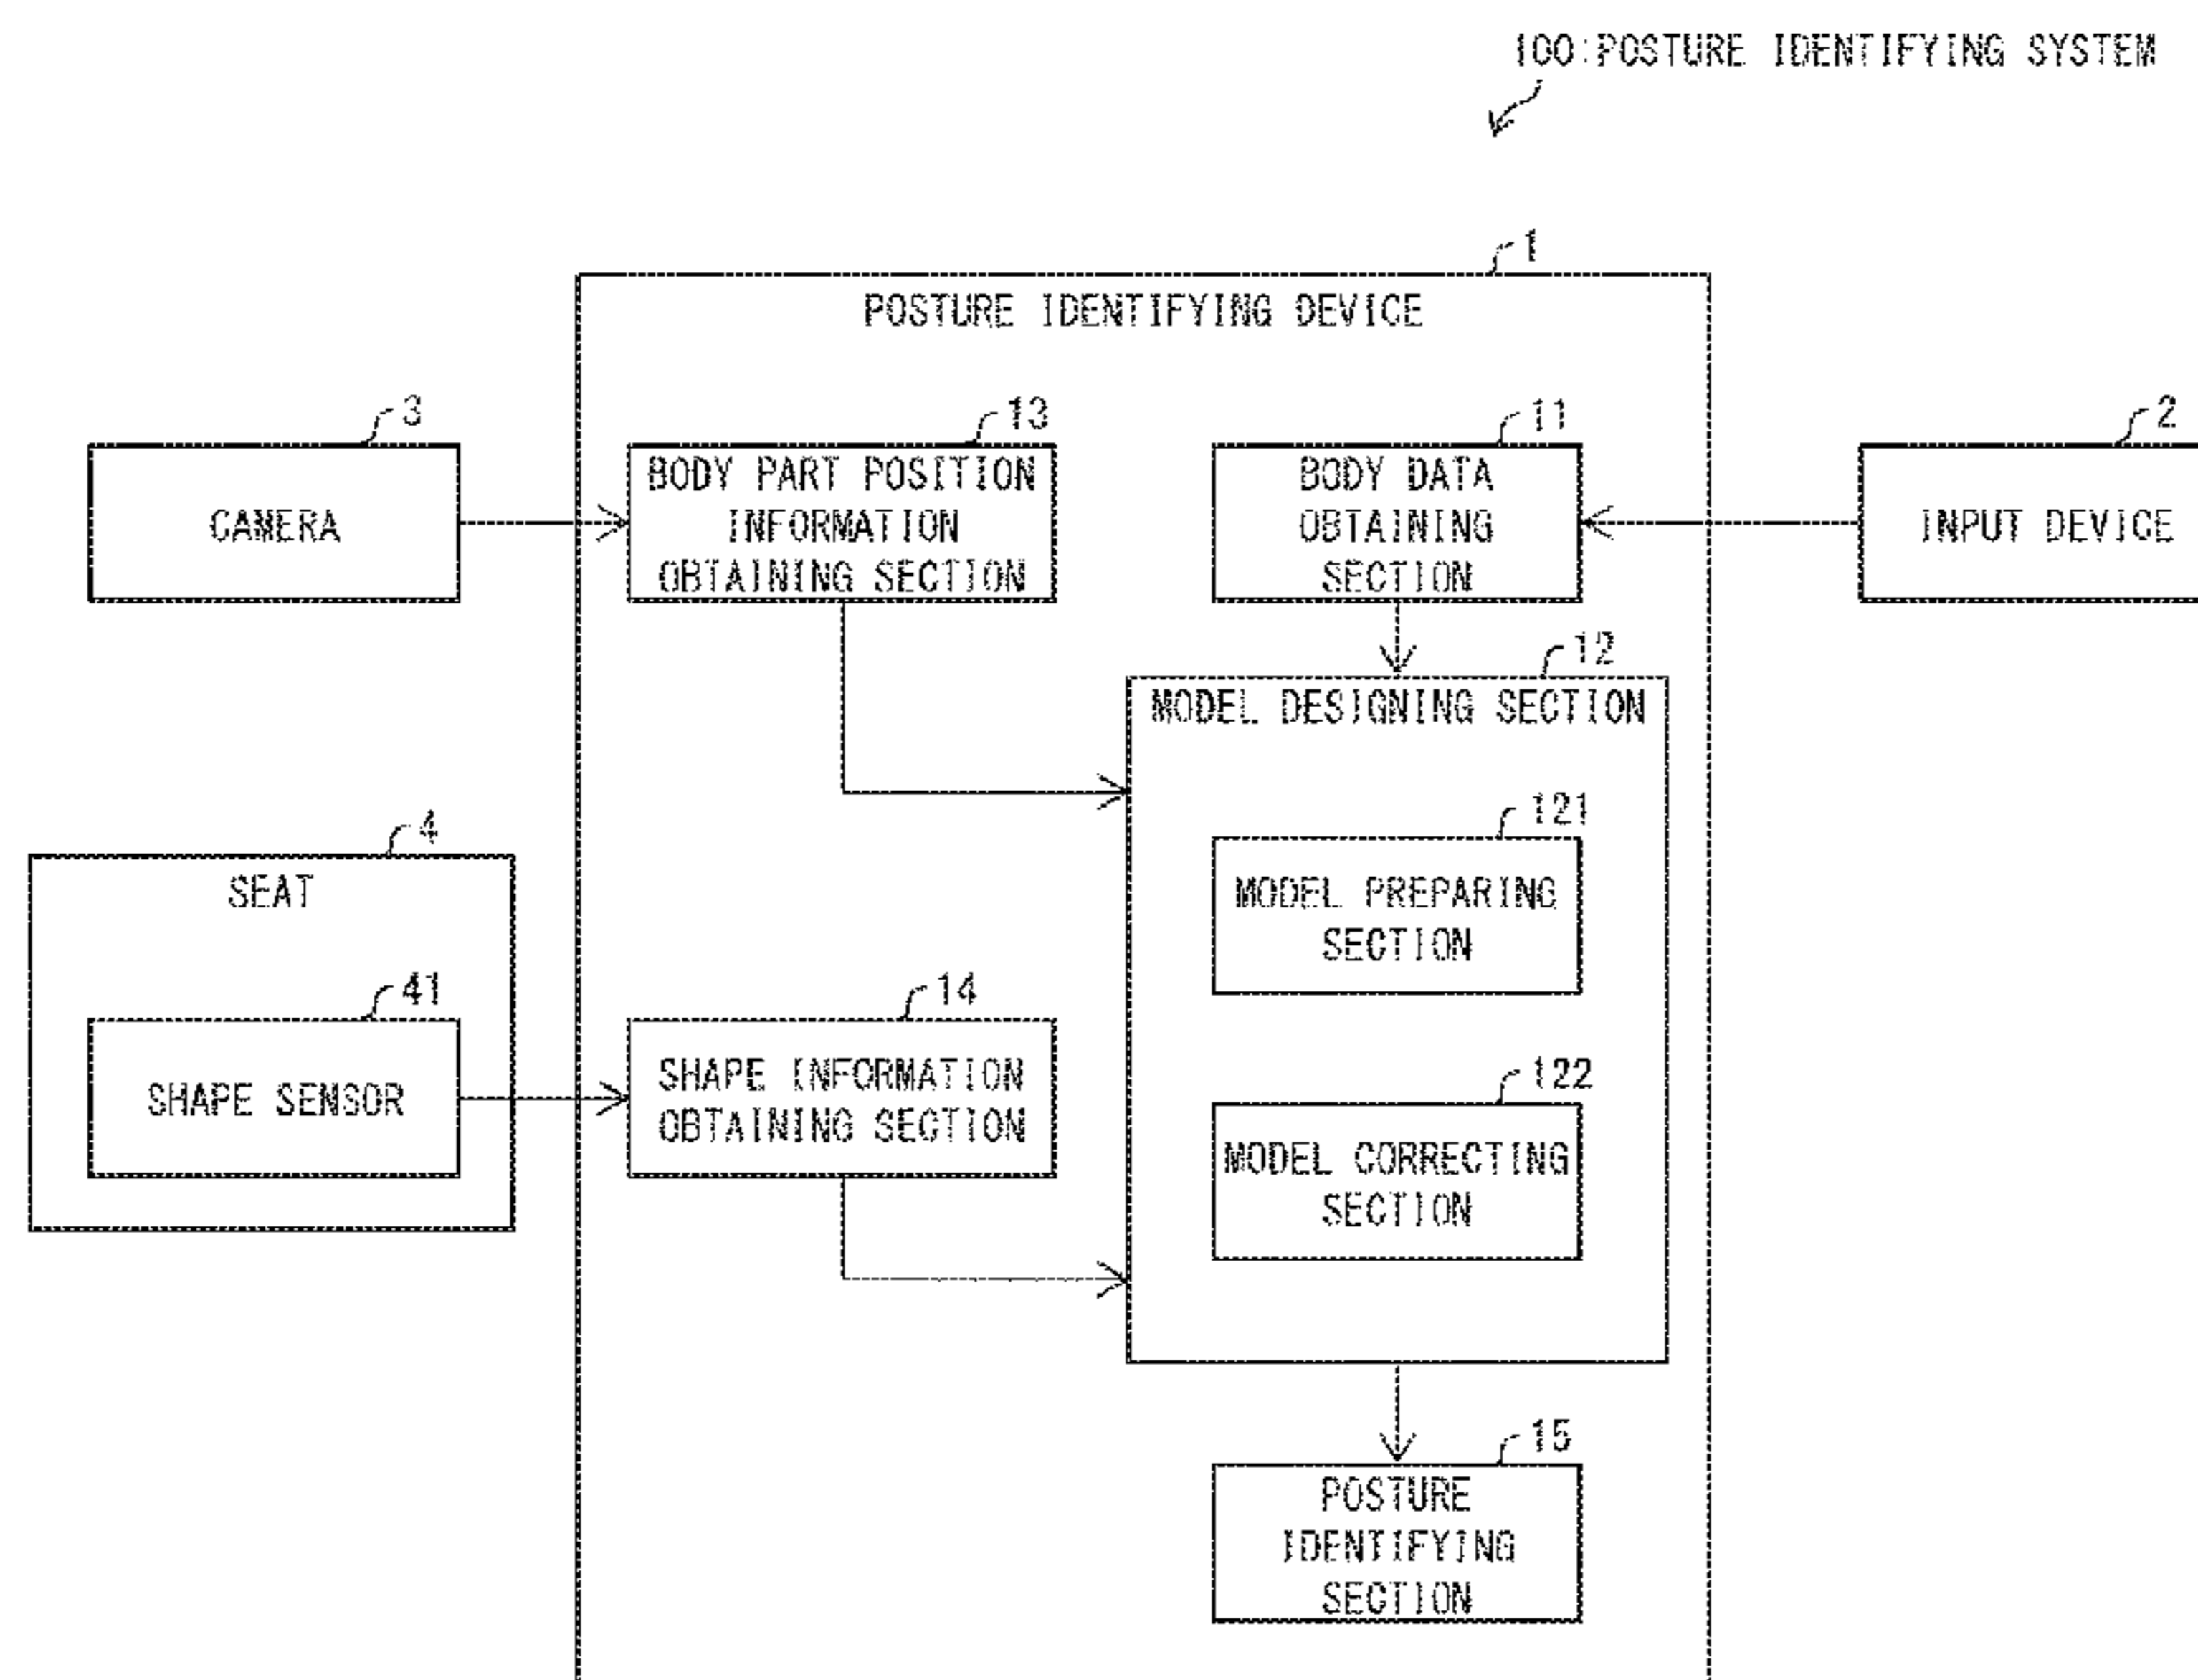 100:POSTURE IDENTIFYING SYSTEM
1
POSTURE IDENTIFYING DEVICE
3
CAMERA
13
BODY PART POSITION
INFORMATION
OBTAINING SECTION
11
BODY DATA
OBTAINING
SECTION
2
INPUT DEVICE
12
MODEL DESIGNING SECTION
121
MODEL PREPARING
SECTION
4
SEAT
41
SHAPE SENSOR
14
SHAPE INFORMATION
OBTAINING SECTION
122
MODEL CORRECTING
SECTION
15
POSTURE
IDENTIFYING
SECTION